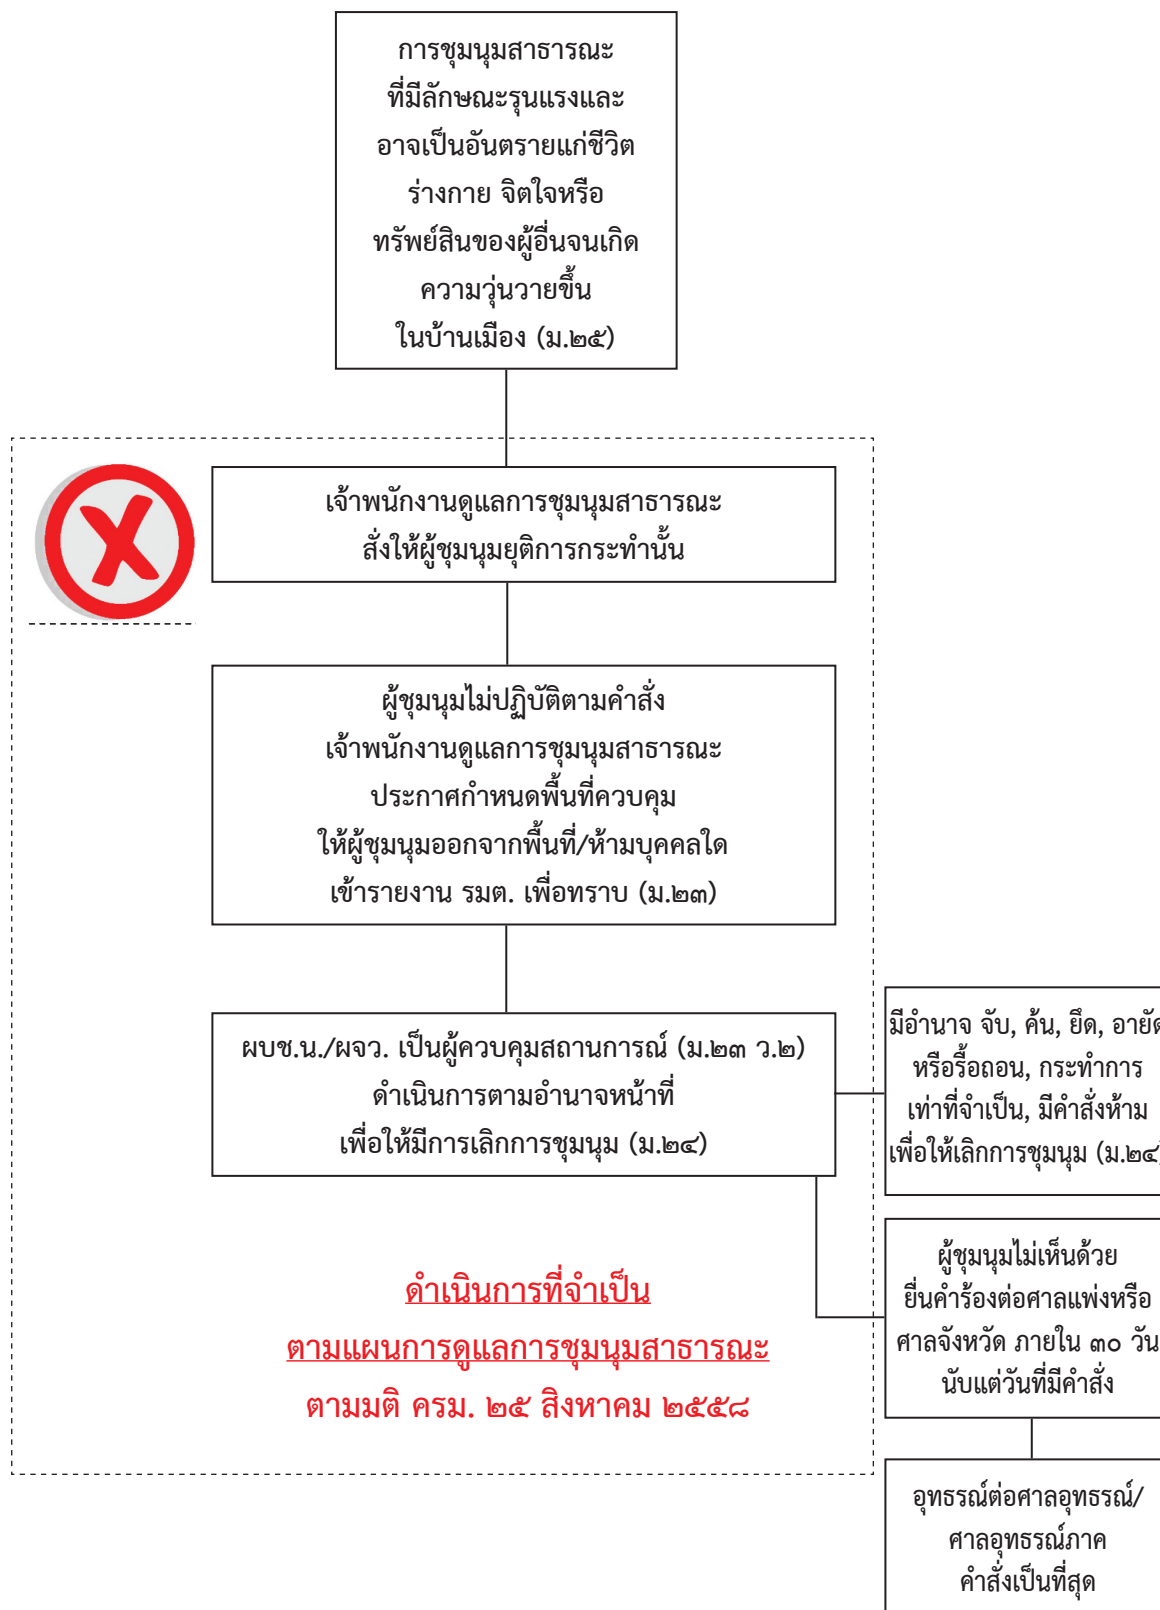 การชุมนุมสาธารณะ
ที่มีลักษณะรุนแรงและ
อาจเป็นอันตรายแก่ชีวิต
ร่างกาย จิตใจหรือ
ทรัพย์สินของผู้อื่นจนเกิด
ความวุ่นวายขึ้น
ในบ้านเมือง (ม.๒๕)
เจ้าพนักงานดูแลการชุมนุมสาธารณะ
สั่งให้ผู้ชุมนุมยุติการกระทำนั้น
ผู้ชุมนุมไม่ปฏิบัติตามคำสั่ง
เจ้าพนักงานดูแลการชุมนุมสาธารณะ
ประกาศกำหนดพื้นที่ควบคุม
ให้ผู้ชุมนุมออกจากพื้นที่/ห้ามบุคคลใด
เข้ารายงาน รมต. เพื่อทราบ (ม.๒๓)
ผบช.น./ผจว. เป็นผู้ควบคุมสถานการณ์ (ม.๒๓ ว.๒)
ดำเนินการตามอำนาจหน้าที่
เพื่อให้มีการเลิกการชุมนุม (ม.๒๔)
มีอำนาจ จับ, ค้น, ยึด, อายัด
หรือรื้อถอน, กระทำการ
เท่าที่จำเป็น, มีคำสั่งห้าม
เพื่อให้เลิกการชุมนุม (ม.๒๔)
ผู้ชุมนุมไม่เห็นด้วย
ยื่นคำร้องต่อศาลแพ่งหรือ
ศาลจังหวัด ภายใน ๓๐ วัน
นับแต่วันที่มีคำสั่ง
อุทธรณ์ต่อศาลอุทธรณ์/
ศาลอุทธรณ์ภาค
คำสั่งเป็นที่สุด
ดำเนินการที่จำเป็น
ตามแผนการดูแลการชุมนุมสาธารณะ
ตามมติ ครม. ๒๕ สิงหาคม ๒๕๕๘